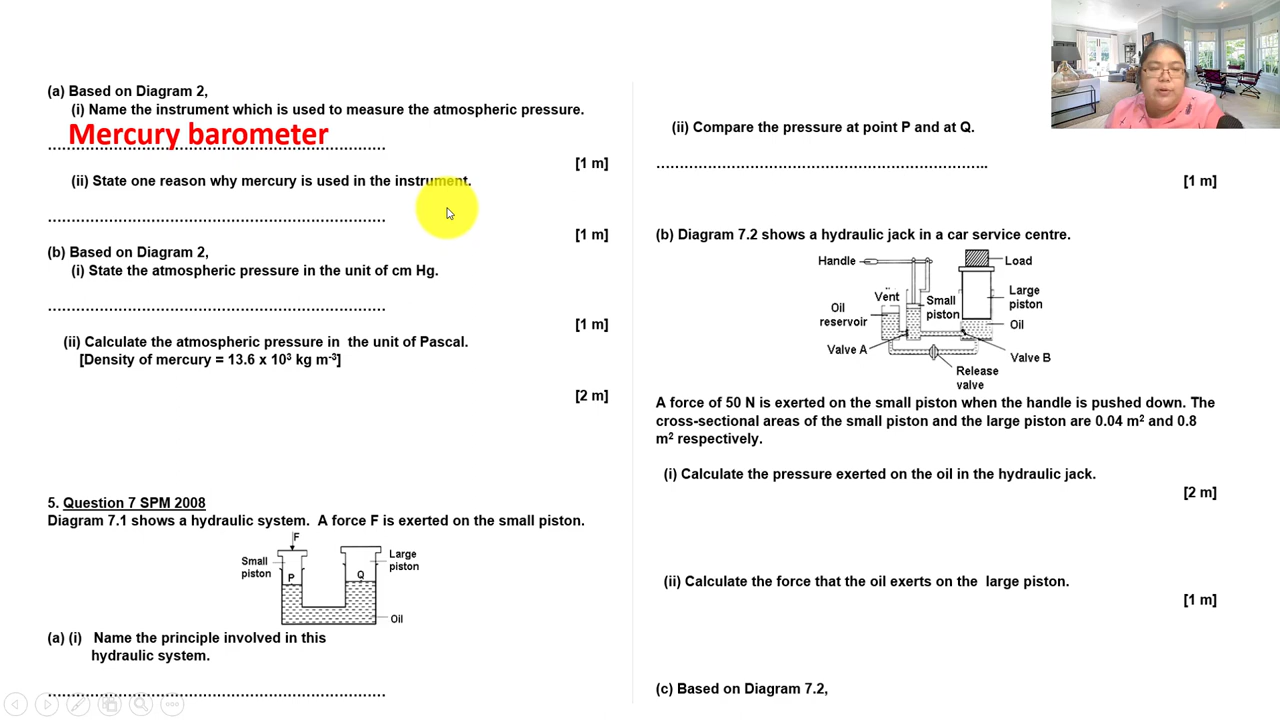 (a) Based on Diagram 2,
(i) Name the instrument which is used to measure the atmospheric pressure.
Mercury barometer
………………………………………………………………
[1 m]
(ii) State one reason why mercury is used in the instrument.
………………………………………………………………
[1 m]
(b) Based on Diagram 2,
(i) State the atmospheric pressure in the unit of cm Hg.
………………………………………………………………
[1 m]
(ii) Calculate the atmospheric pressure in the unit of Pascal.
[Density of mercury = 13.6 x 10³ kg m⁻³]
[2 m]
5. Question 7 SPM 2008
Diagram 7.1 shows a hydraulic system. A force F is exerted on the small piston.
F
Small
piston
P
Q
Large
piston
Oil
(a) (i) Name the principle involved in this
hydraulic system.
………………………………………………………………
(ii) Compare the pressure at point P and at Q.
……………………………………………………………..
[1 m]
(b) Diagram 7.2 shows a hydraulic jack in a car service centre.
Handle
Load
Vent
Small
piston
Large
piston
Oil
reservoir
Oil
Valve A
Valve B
Release
valve
A force of 50 N is exerted on the small piston when the handle is pushed down. The
cross-sectional areas of the small piston and the large piston are 0.04 m² and 0.8
m² respectively.
(i) Calculate the pressure exerted on the oil in the hydraulic jack.
[2 m]
(ii) Calculate the force that the oil exerts on the large piston.
[1 m]
(c) Based on Diagram 7.2,